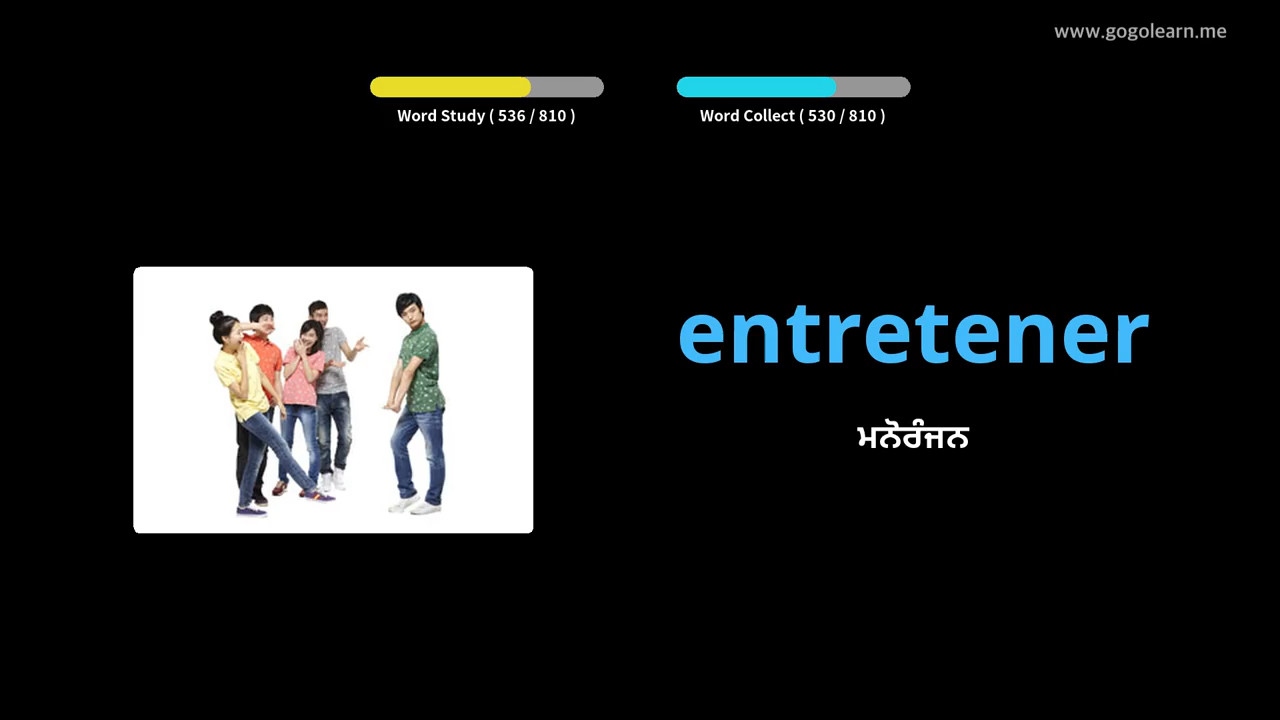 www.gogolearn.me
Word Study ( 536 / 810 )
Word Collect ( 530 / 810 )
entretener
ਮਨੋਰੰਜਨ